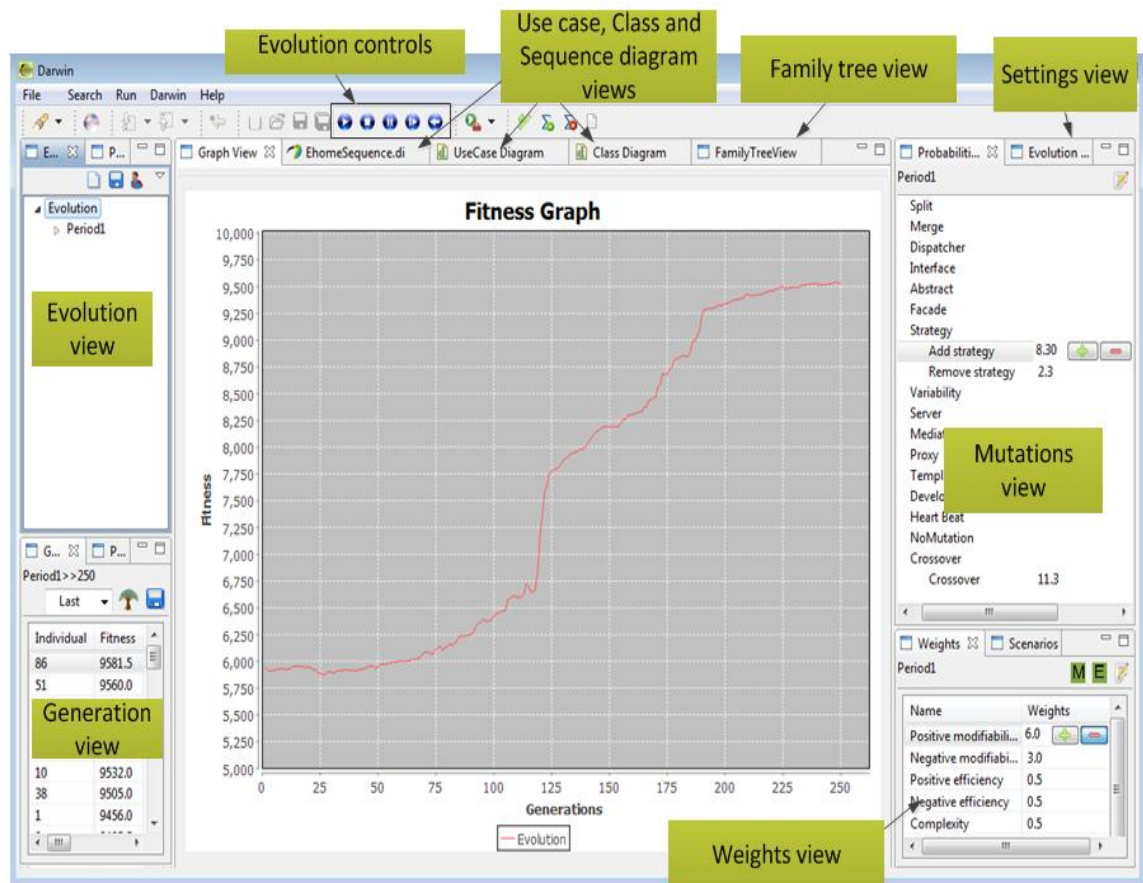 Evolution controls
Use case, Class and
Sequence diagram
views
Family tree view
Settings view
Darwin
File Search Run Darwin Help
E... P...
Graph View EhomeSequence.di UseCase Diagram Class Diagram FamilyTreeView
Probabiliti... Evolution ...
Evolution
Period1
Evolution
view
Fitness Graph
10,000
9,750
9,500
9,250
9,000
8,750
8,500
8,250
8,000
7,750
7,500
7,250
7,000
6,750
6,500
6,250
6,000
5,750
5,500
5,250
5,000
Fitness
0 25 50 75 100 125 150 175 200 225 250
Generations
Evolution
Period1
Split
Merge
Dispatcher
Interface
Abstract
Facade
Strategy
Add strategy 8.30
Remove strategy 2.3
Variability
Server
Mediat
Proxy
Templ
Develo
Heart Beat
NoMutation
Crossover
Crossover 11.3
Mutations
view
G... P...
Period1>>250
Last
Individual Fitness
86 9581.5
51 9560.0
Generation
view
10 9532.0
38 9505.0
1 9456.0
Weights Scenarios
Period1
M E
Name Weights
Positive modifiabili... 6.0
Negative modifiabi... 3.0
Positive efficiency 0.5
Negative efficiency 0.5
Complexity 0.5
Weights view